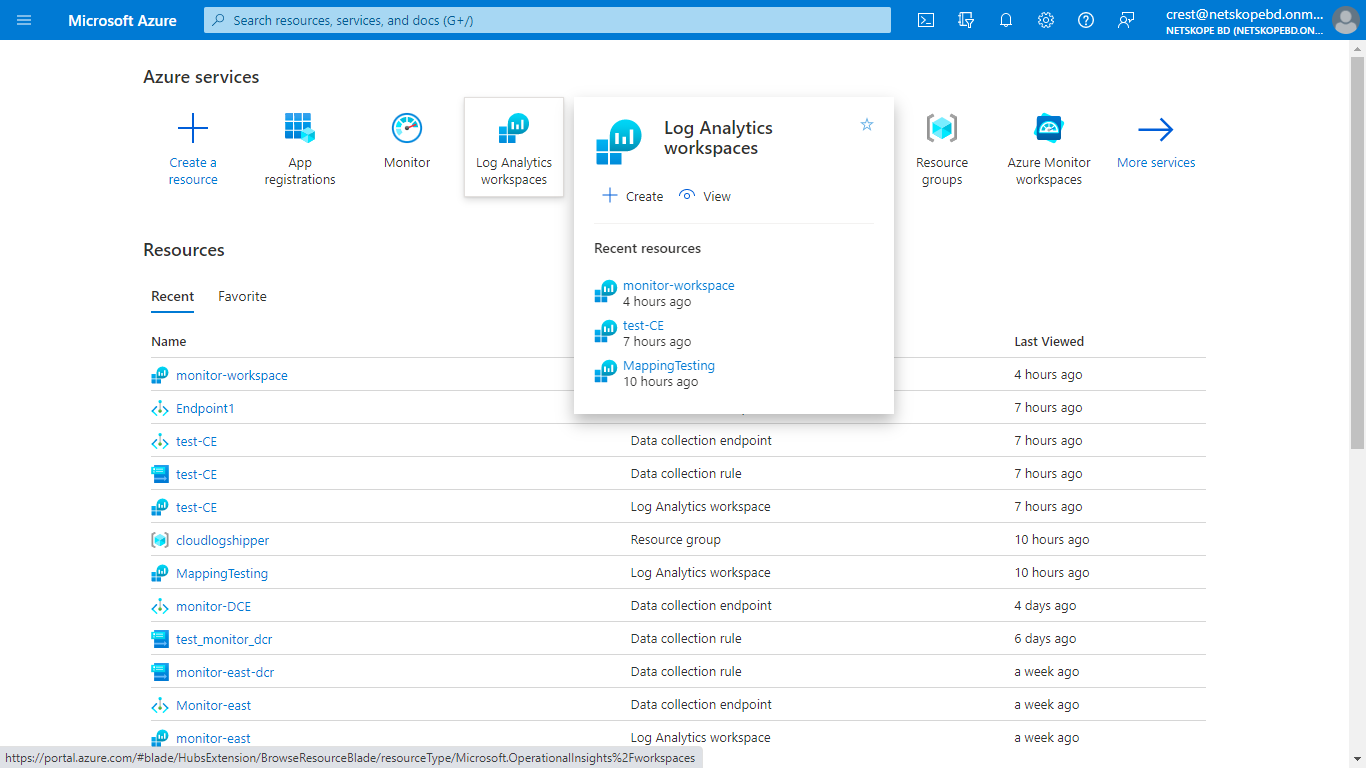 Microsoft Azure
Search resources, services, and docs (G+/)
crest@netskopebd.onm...
NETSKOPE BD (NETSKOPEBD.ON...
Azure services
Create a
resource
App
registrations
Monitor
Log Analytics
workspaces
Log Analytics
workspaces
Create
View
Recent resources
monitor-workspace
4 hours ago
test-CE
7 hours ago
MappingTesting
10 hours ago
Resource
groups
Azure Monitor
workspaces
More services
Resources
Recent
Favorite
Name
Last Viewed
monitor-workspace
4 hours ago
Endpoint1
7 hours ago
test-CE
Data collection endpoint
7 hours ago
test-CE
Data collection rule
7 hours ago
test-CE
Log Analytics workspace
7 hours ago
cloudlogshipper
Resource group
10 hours ago
MappingTesting
Log Analytics workspace
10 hours ago
monitor-DCE
Data collection endpoint
4 days ago
test_monitor_dcr
Data collection rule
6 days ago
monitor-east-dcr
Data collection rule
a week ago
Monitor-east
Data collection endpoint
a week ago
monitor-east
Log Analytics workspace
a week ago
https://portal.azure.com/#blade/HubsExtension/BrowseResourceBlade/resourceType/Microsoft.OperationalInsights%2Fworkspaces